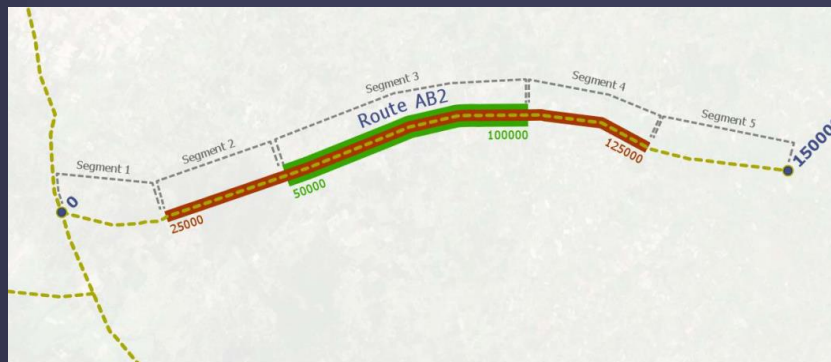 Segment 1
Segment 2
Segment 3
Segment 4
Segment 5
Route AB2
0
25000
50000
100000
125000
150000